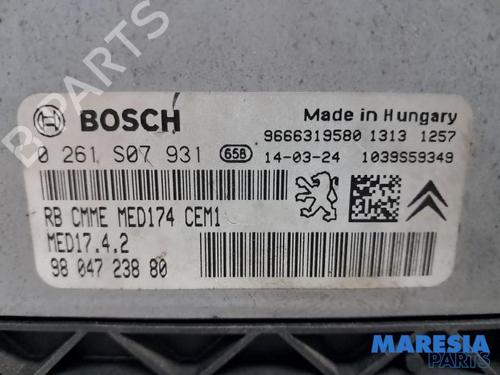 B-PARTS
BOSCH
Made in Hungary
9666319580 1313 1257
0 261 S07 931 658 14-03-24 1039S59349
RB CMME MED174 CEM1
MED17.4.2
98 047 238 80
MARESIA
PARTS